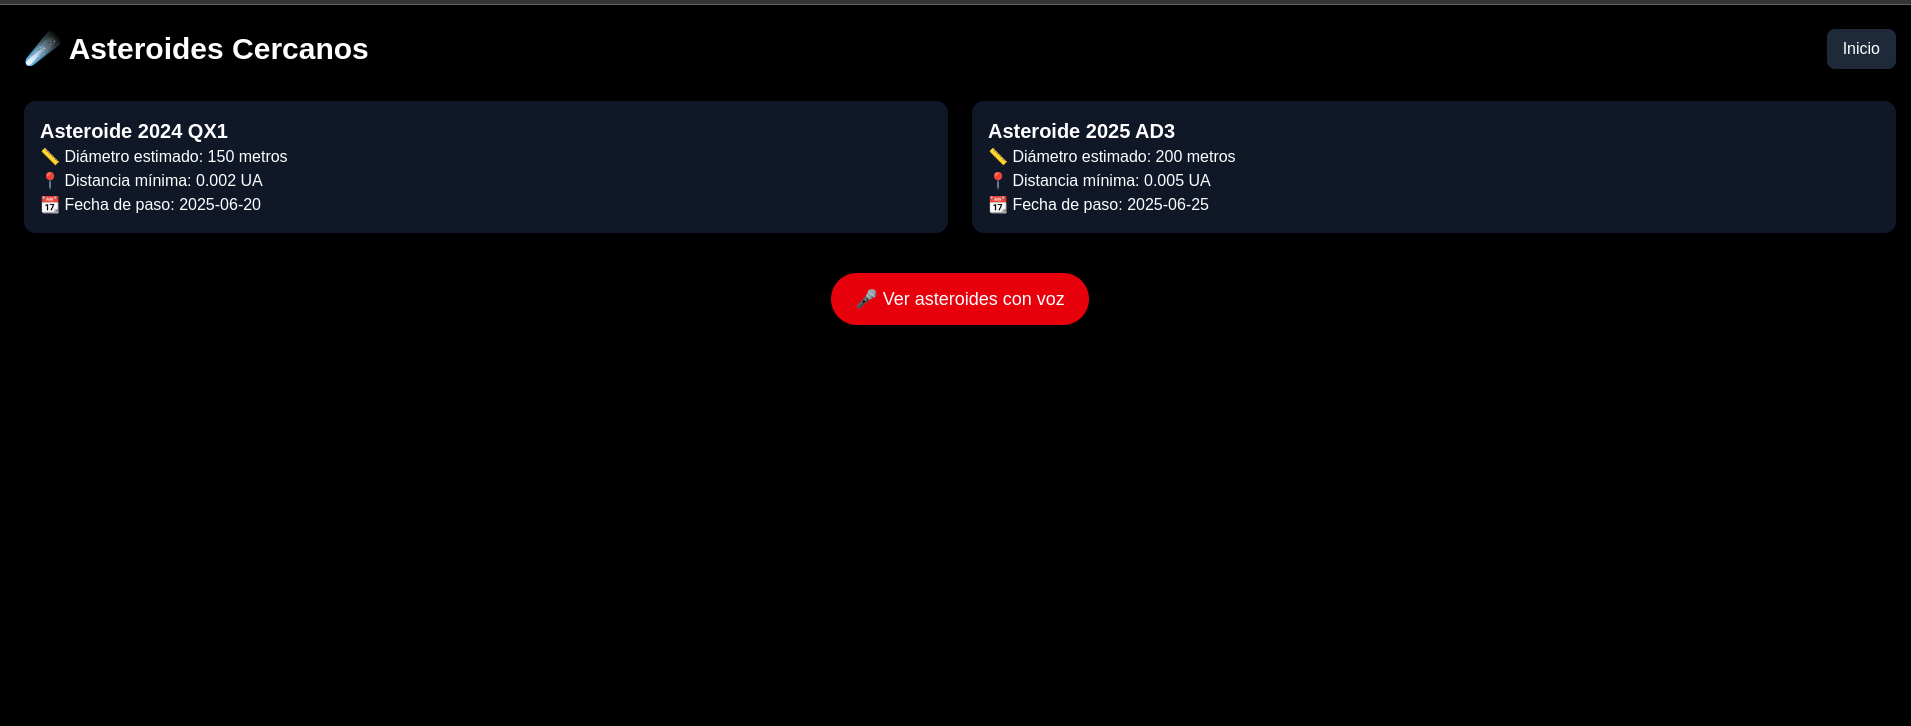 Asteroides Cercanos
Inicio
Asteroide 2024 QX1
Diámetro estimado: 150 metros
Distancia mínima: 0.002 UA
Fecha de paso: 2025-06-20
Asteroide 2025 AD3
Diámetro estimado: 200 metros
Distancia mínima: 0.005 UA
Fecha de paso: 2025-06-25
Ver asteroides con voz